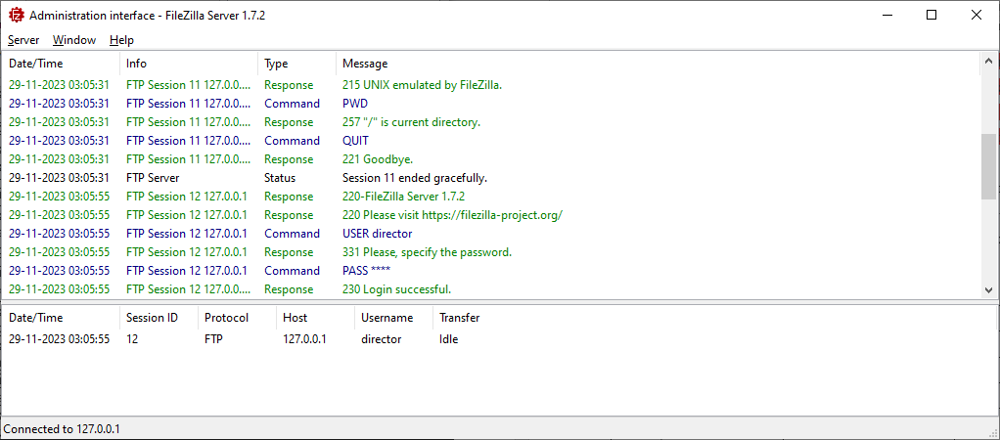 Administration interface - FileZilla Server 1.7.2
Server Window Help
Date/Time Info Type Message
29-11-2023 03:05:31 FTP Session 11 127.0.0.... Response 215 UNIX emulated by FileZilla.
29-11-2023 03:05:31 FTP Session 11 127.0.0.... Command PWD
29-11-2023 03:05:31 FTP Session 11 127.0.0.... Response 257 "/" is current directory.
29-11-2023 03:05:31 FTP Session 11 127.0.0.... Command QUIT
29-11-2023 03:05:31 FTP Session 11 127.0.0.... Response 221 Goodbye.
29-11-2023 03:05:31 FTP Server Status Session 11 ended gracefully.
29-11-2023 03:05:55 FTP Session 12 127.0.0.1 Response 220-FileZilla Server 1.7.2
29-11-2023 03:05:55 FTP Session 12 127.0.0.1 Response 220 Please visit https://filezilla-project.org/
29-11-2023 03:05:55 FTP Session 12 127.0.0.1 Command USER director
29-11-2023 03:05:55 FTP Session 12 127.0.0.1 Response 331 Please, specify the password.
29-11-2023 03:05:55 FTP Session 12 127.0.0.1 Command PASS ****
29-11-2023 03:05:55 FTP Session 12 127.0.0.... Response 230 Login successful.
Date/Time Session ID Protocol Host Username Transfer
29-11-2023 03:05:55 12 FTP 127.0.0.1 director Idle
Connected to 127.0.0.1